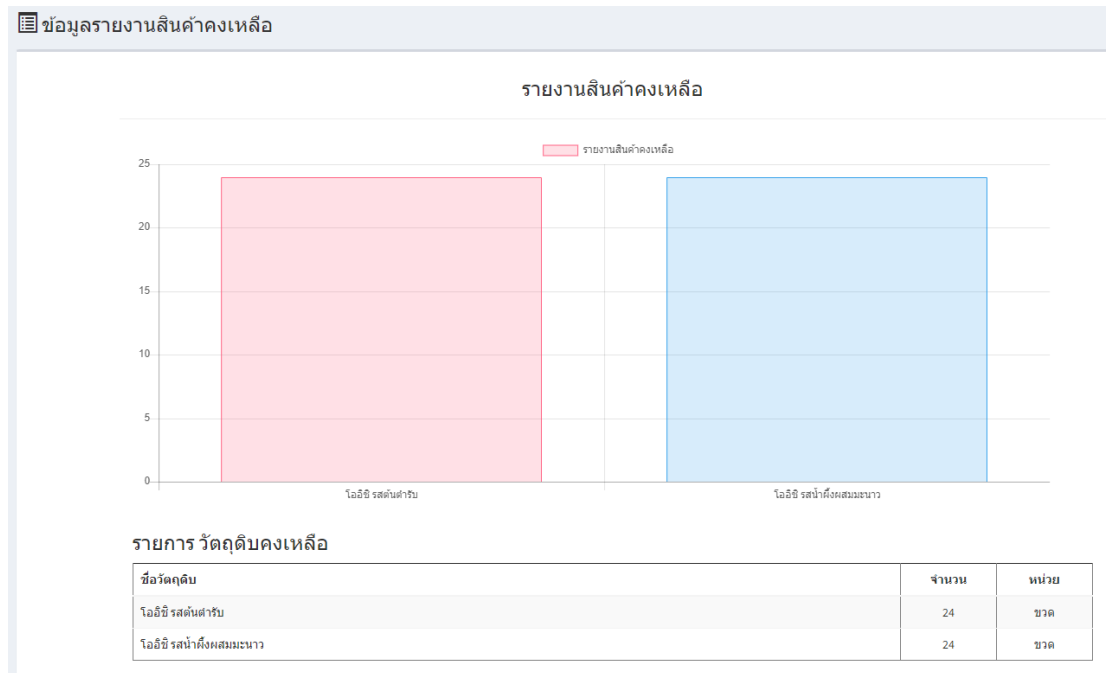 ข้อมูลรายงานสินค้าคงเหลือ
รายงานสินค้าคงเหลือ
รายงานสินค้าคงเหลือ
25
20
15
10
5
0
โออิชิ รสต้นตำรับ โออิชิ รสน้ำผึ้งผสมมะนาว
รายการ วัตถุดิบคงเหลือ
ชื่อวัตถุดิบ จำนวน หน่วย
โออิชิ รสต้นตำรับ 24 ขวด
โออิชิ รสน้ำผึ้งผสมมะนาว 24 ขวด